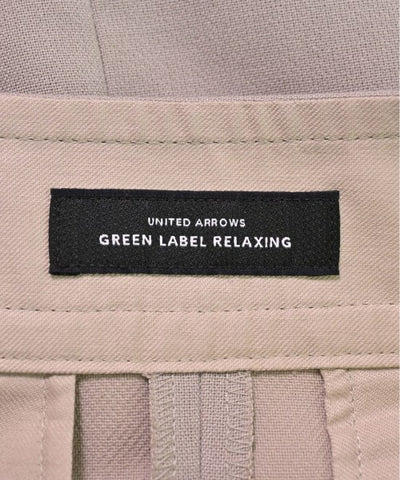 UNITED ARROWS
GREEN LABEL RELAXING